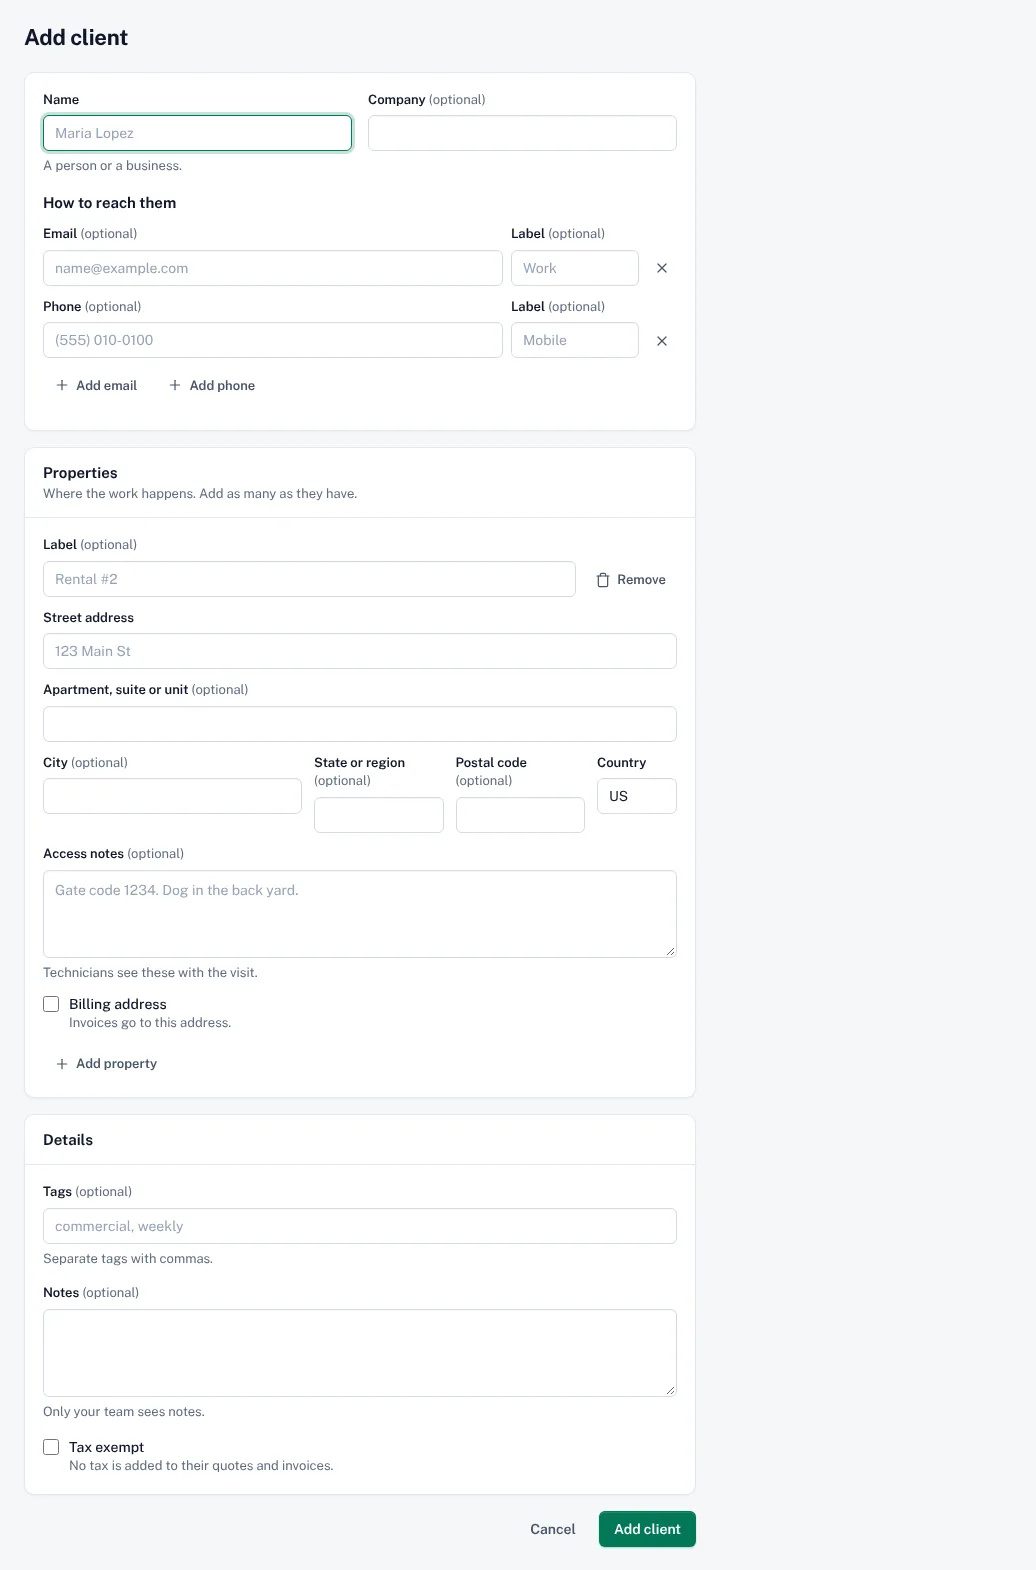 Add client
Name
Company (optional)
Maria Lopez
A person or a business.
How to reach them
Email (optional)
Label (optional)
name@example.com
Work
Phone (optional)
Label (optional)
(555) 010-0100
Mobile
Add email
Add phone
Properties
Where the work happens. Add as many as they have.
Label (optional)
Rental #2
Remove
Street address
123 Main St
Apartment, suite or unit (optional)
City (optional)
State or region
(optional)
Postal code
(optional)
Country
US
Access notes (optional)
Gate code 1234. Dog in the back yard.
Technicians see these with the visit.
Billing address
Invoices go to this address.
Add property
Details
Tags (optional)
commercial, weekly
Separate tags with commas.
Notes (optional)
Only your team sees notes.
Tax exempt
No tax is added to their quotes and invoices.
Cancel
Add client